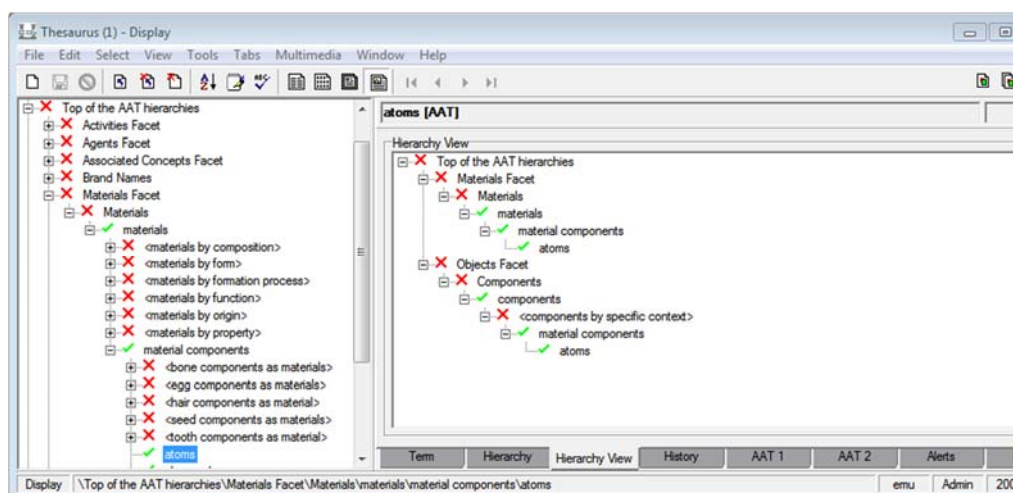 Thesaurus (1) - Display
File Edit Select View Tools Tabs Multimedia Window Help
Top of the AAT hierarchies
Activities Facet
Agents Facet
Associated Concepts Facet
Brand Names
Materials Facet
Materials
materials
<materials by composition>
<materials by form>
<materials by formation process>
<materials by function>
<materials by origin>
<materials by property>
material components
<bone components as materials>
<egg components as materials>
<hair components as materials>
<seed components as materials>
<tooth components as material>
atoms
atoms [AAT]
Hierarchy View
Top of the AAT hierarchies
Materials Facet
Materials
materials
material components
atoms
Objects Facet
Components
components
<components by specific context>
material components
atoms
Term Hierarchy Hierarchy View History AAT 1 AAT 2 Alerts
Display \Top of the AAT hierarchies\Materials Facet\Materials\materials\material components\atoms emu Admin 200